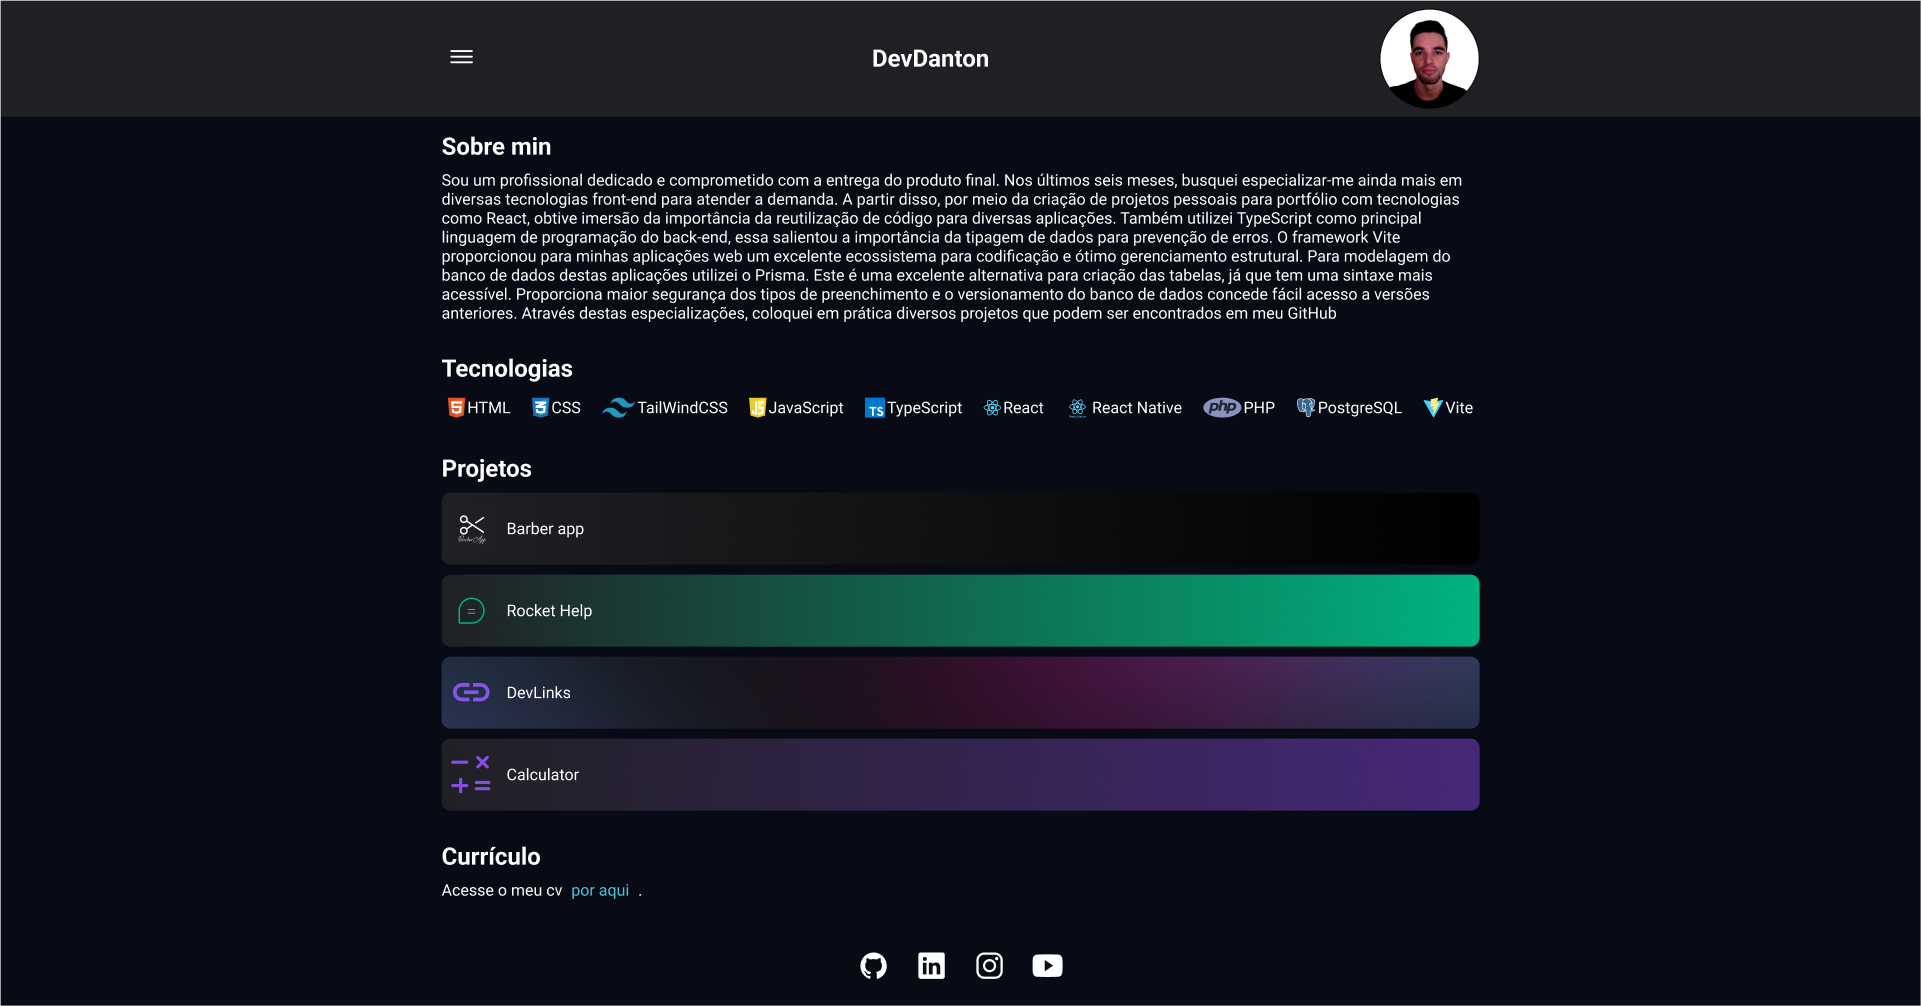 DevDanton
Sobre min
Sou um profissional dedicado e comprometido com a entrega do produto final. Nos últimos seis meses, busquei especializar-me ainda mais em
diversas tecnologias front-end para atender a demanda. A partir disso, por meio da criação de projetos pessoais para portfólio com tecnologias
como React, obtive imersão da importância da reutilização de código para diversas aplicações. Também utilizei TypeScript como principal
linguagem de programação do back-end, essa salientou a importância da tipagem de dados para prevenção de erros. O framework Vite
proporcionou para minhas aplicações web um excelente ecossistema para codificação e ótimo gerenciamento estrutural. Para modelagem do
banco de dados destas aplicações utilizei o Prisma. Este é uma excelente alternativa para criação das tabelas, já que tem uma sintaxe mais
acessível. Proporciona maior segurança dos tipos de preenchimento e o versionamento do banco de dados concede fácil acesso a versões
anteriores. Através destas especializações, coloquei em prática diversos projetos que podem ser encontrados em meu GitHub
Tecnologias
5 HTML 3 CSS TailWindCSS JS JavaScript TS TypeScript React React Native php PHP PostgreSQL Vite
Projetos
Barber app
Rocket Help
DevLinks
Calculator
Currículo
Acesse o meu cv por aqui .
in